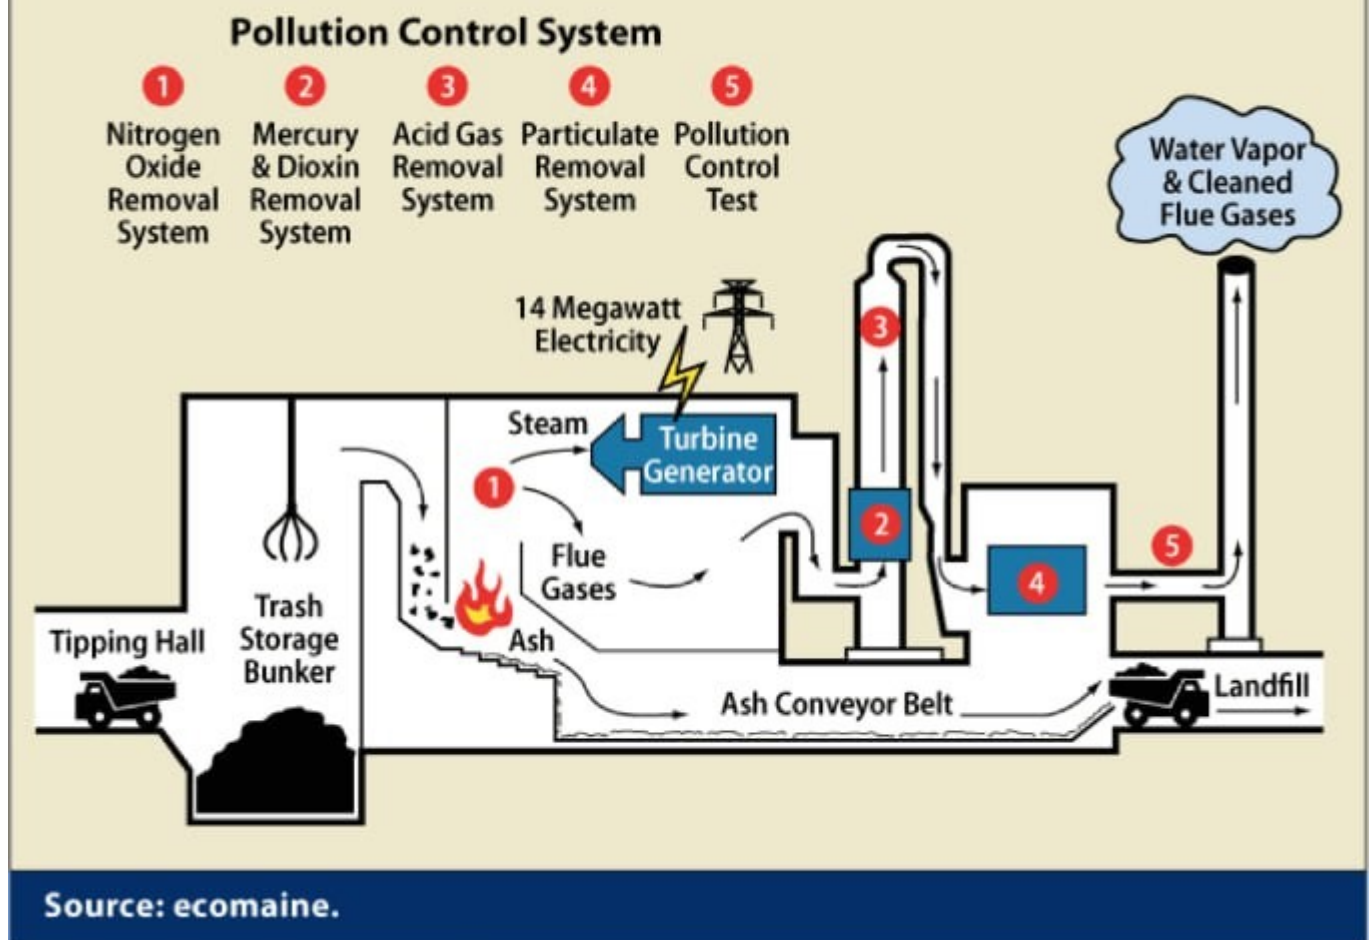 Pollution Control System
1
2
3
4
5
Nitrogen
Oxide
Removal
System
Mercury
& Dioxin
Removal
System
Acid Gas
Removal
System
Particulate
Removal
System
Pollution
Control
Test
Water Vapor
& Cleaned
Flue Gases
14 Megawatt
Electricity
3
Steam
Turbine
Generator
1
2
Flue
Gases
5
4
Tipping Hall
Trash
Storage
Bunker
Ash
Ash Conveyor Belt
Landfill
Source: ecomaine.